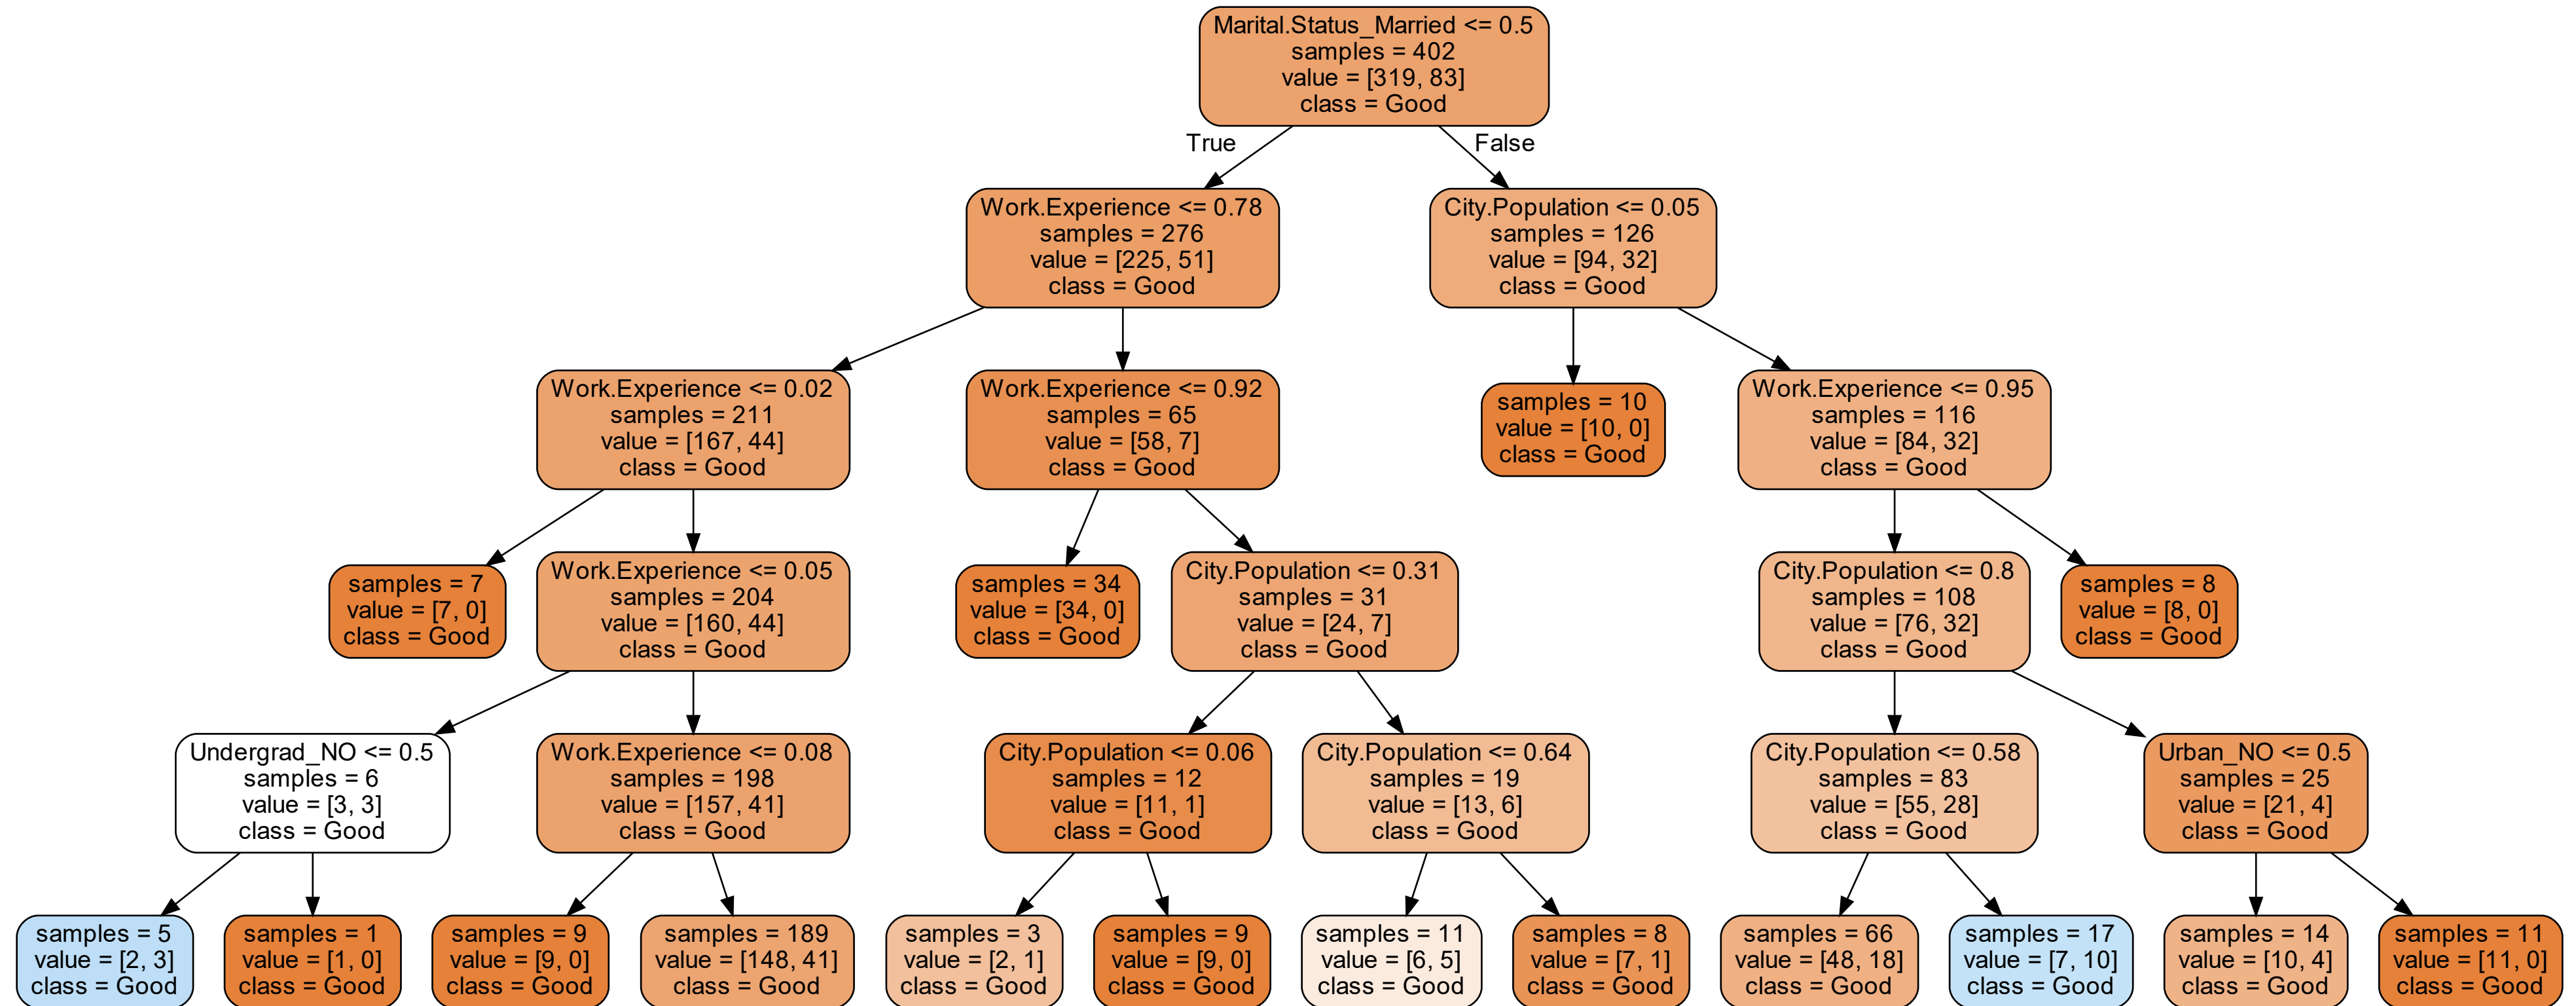 Marital.Status_Married <= 0.5
samples = 402
value = [319, 83]
class = Good
True
False
Work.Experience <= 0.78
samples = 276
value = [225, 51]
class = Good
City.Population <= 0.05
samples = 126
value = [94, 32]
class = Good
Work.Experience <= 0.02
samples = 211
value = [167, 44]
class = Good
Work.Experience <= 0.92
samples = 65
value = [58, 7]
class = Good
samples = 10
value = [10, 0]
class = Good
Work.Experience <= 0.95
samples = 116
value = [84, 32]
class = Good
samples = 7
value = [7, 0]
class = Good
Work.Experience <= 0.05
samples = 204
value = [160, 44]
class = Good
samples = 34
value = [34, 0]
class = Good
City.Population <= 0.31
samples = 31
value = [24, 7]
class = Good
City.Population <= 0.8
samples = 108
value = [76, 32]
class = Good
samples = 8
value = [8, 0]
class = Good
Undergrad_NO <= 0.5
samples = 6
value = [3, 3]
class = Good
Work.Experience <= 0.08
samples = 198
value = [157, 41]
class = Good
City.Population <= 0.06
samples = 12
value = [11, 1]
class = Good
City.Population <= 0.64
samples = 19
value = [13, 6]
class = Good
City.Population <= 0.58
samples = 83
value = [55, 28]
class = Good
Urban_NO <= 0.5
samples = 25
value = [21, 4]
class = Good
samples = 5
value = [2, 3]
class = Good
samples = 1
value = [1, 0]
class = Good
samples = 9
value = [9, 0]
class = Good
samples = 189
value = [148, 41]
class = Good
samples = 3
value = [2, 1]
class = Good
samples = 9
value = [9, 0]
class = Good
samples = 11
value = [6, 5]
class = Good
samples = 8
value = [7, 1]
class = Good
samples = 66
value = [48, 18]
class = Good
samples = 17
value = [7, 10]
class = Good
samples = 14
value = [10, 4]
class = Good
samples = 11
value = [11, 0]
class = Good